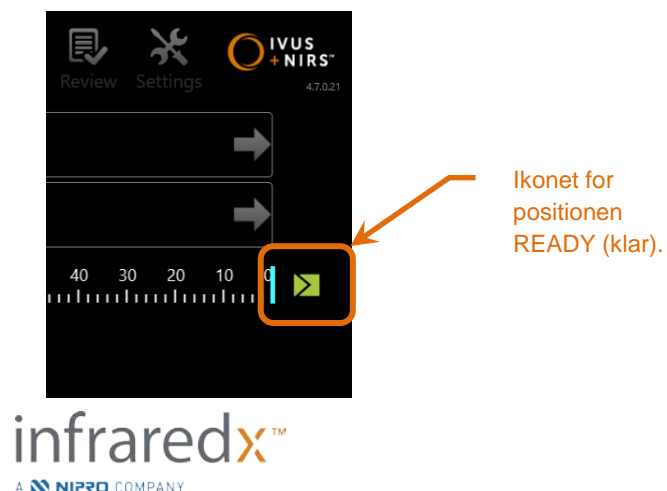 Review Settings
IVUS
+NIRS™
4.7.0.21
Ikonet for
positionen
READY (klar).
40 30 20 10 0
infraredx™
A NIPRO COMPANY